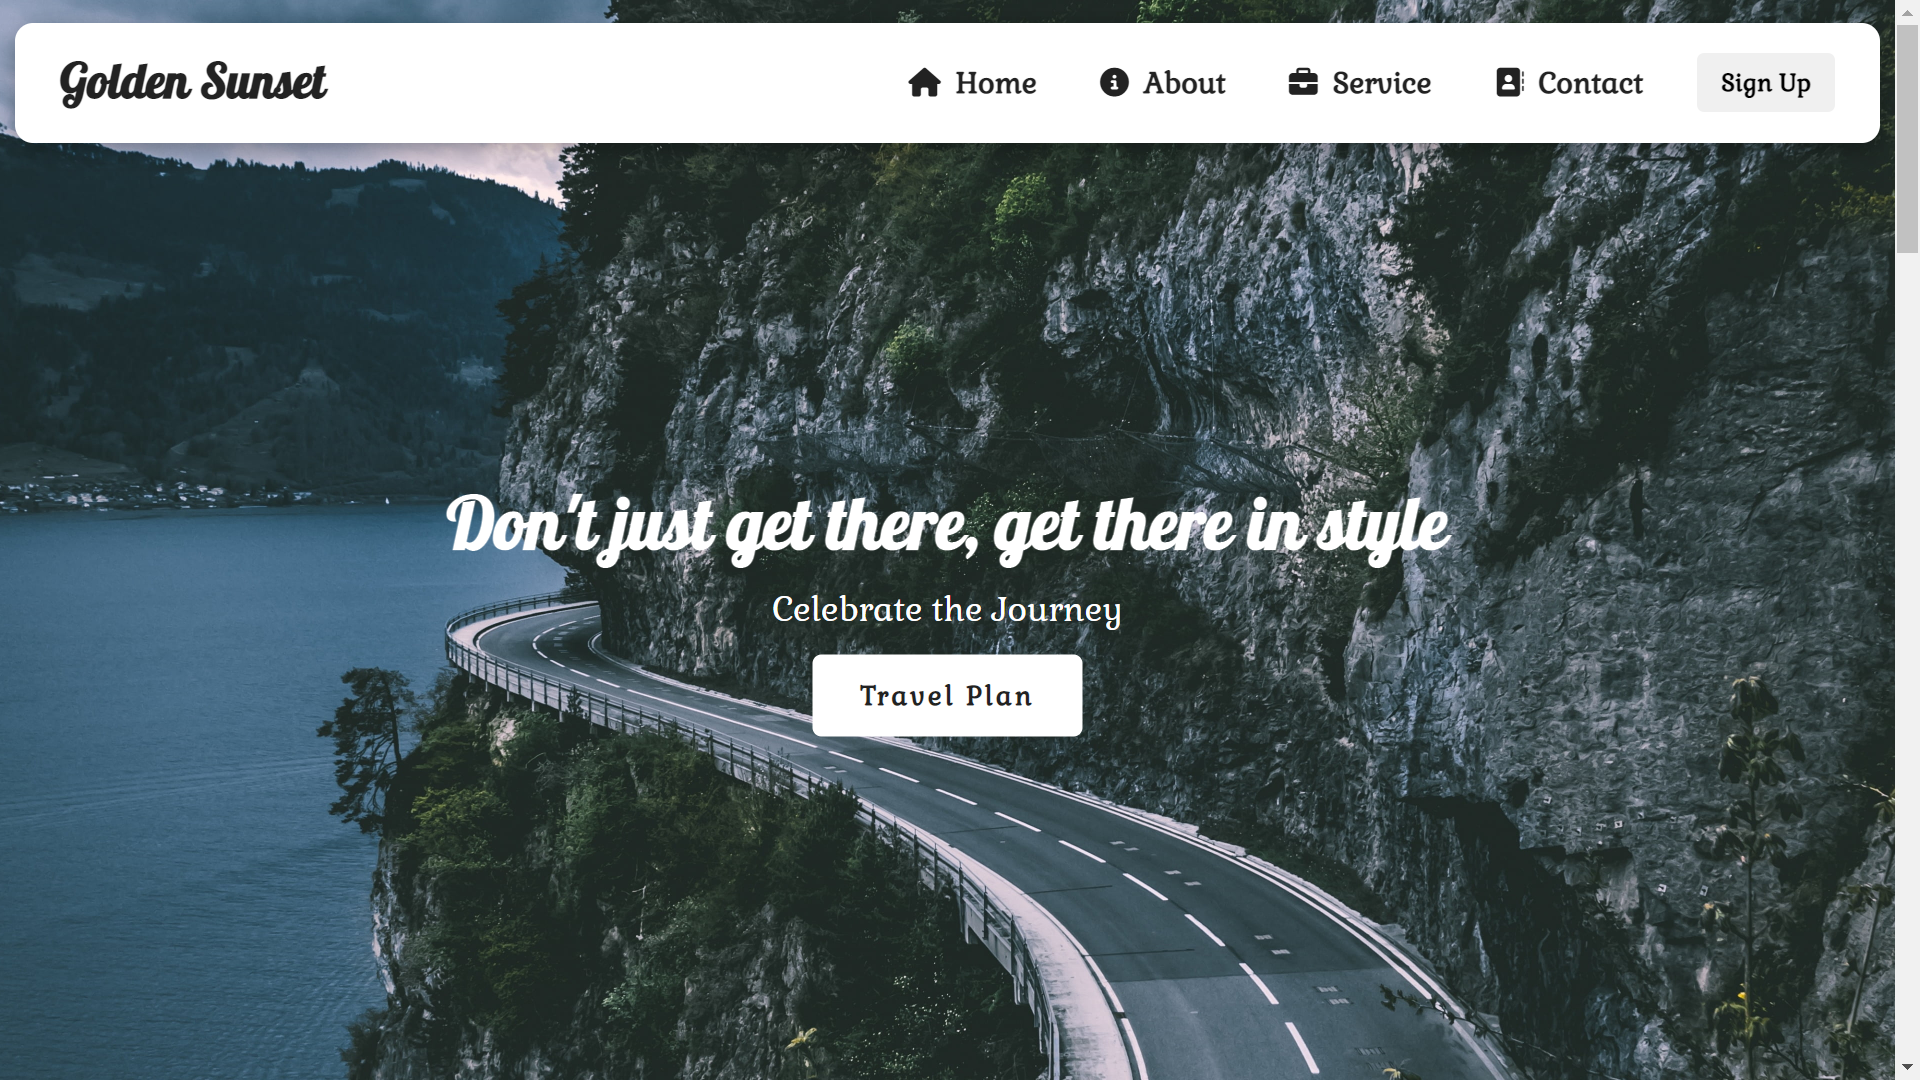 Golden Sunset
Home
About
Service
Contact
Sign Up
Don't just get there, get there in style
Celebrate the Journey
Travel Plan